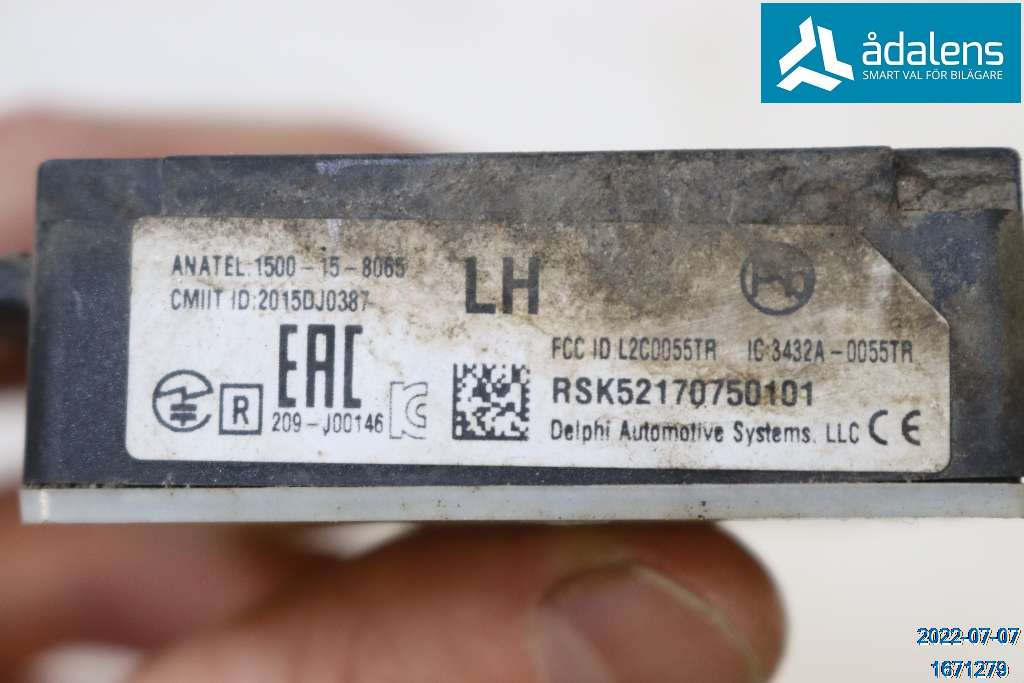 ådalens
SMART VAL FÖR BILÄGARE
ANATEL:1500-15-8065
CMIIT ID:2015DJ0387
LH
FCC ID L2C0055TR IC 3432A-0055TR
EAC
RSK52170750101
R
209-J00146
Delphi Automotive Systems, LLC CE
2022-07-07
1671279